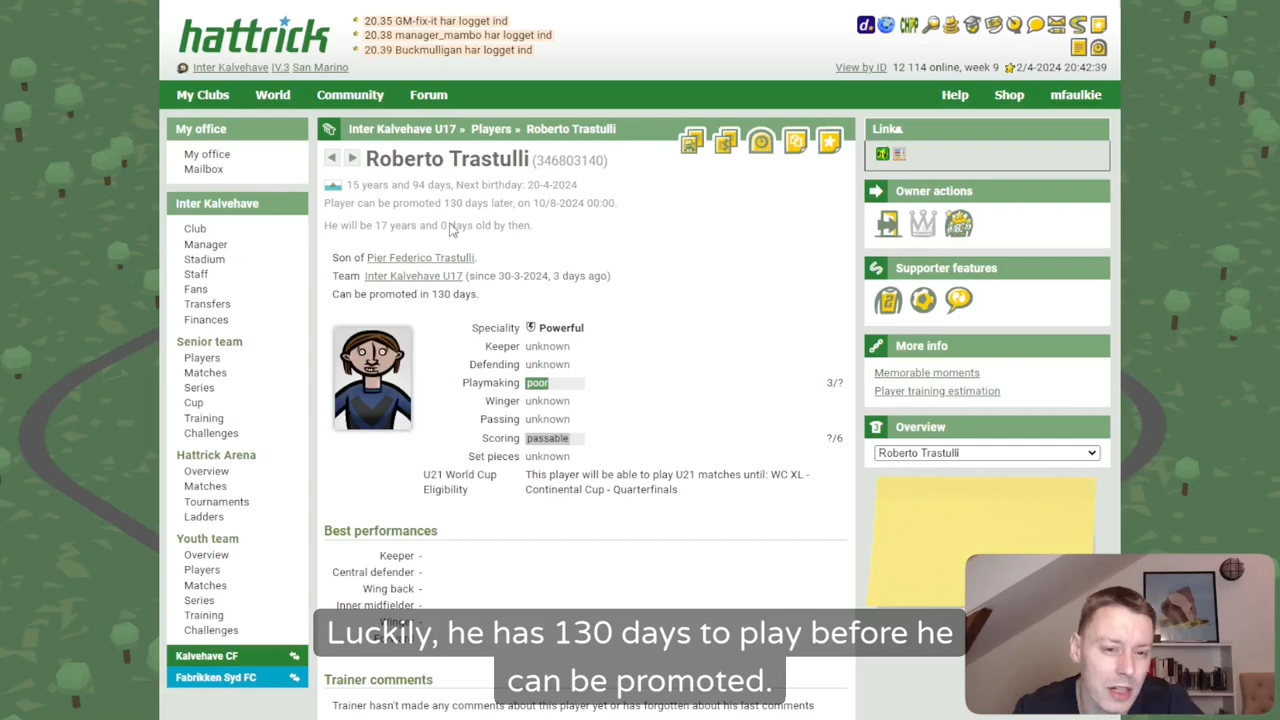 hattrick
20.35 GM-fix-it har logget ind
20.38 manager_mambo har logget ind
20.39 Buckmulligan har logget ind
CHPP
Inter Kalvehave IV.3 San Marino
View by ID 12 114 online, week 9 2/4-2024 20:42:39
My Clubs World Community Forum Help Shop mfaulkie
My office
My office
Mailbox
Inter Kalvehave
Club
Manager
Stadium
Staff
Fans
Transfers
Finances
Senior team
Players
Matches
Series
Cup
Training
Challenges
Hattrick Arena
Overview
Matches
Tournaments
Ladders
Youth team
Overview
Players
Matches
Series
Training
Challenges
Kalvehave CF
Fabrikken Syd FC
Inter Kalvehave U17 » Players » Roberto Trastulli
Roberto Trastulli (346803140)
15 years and 94 days, Next birthday: 20-4-2024
Player can be promoted 130 days later, on 10/8-2024 00:00.
He will be 17 years and 0 days old by then.
Son of Pier Federico Trastulli.
Team Inter Kalvehave U17 (since 30-3-2024, 3 days ago)
Can be promoted in 130 days.
Speciality Powerful
Keeper unknown
Defending unknown
Playmaking poor 3/?
Winger unknown
Passing unknown
Scoring passable ?/6
Set pieces unknown
U21 World Cup Eligibility This player will be able to play U21 matches until: WC XL -
Continental Cup - Quarterfinals
Best performances
Keeper -
Central defender -
Wing back -
Inner midfielder -
Winger -
Trainer comments
Trainer hasn't made any comments about this player yet or has forgotten about his last comments
Links
Owner actions
Supporter features
More info
Memorable moments
Player training estimation
Overview
Roberto Trastulli
Luckily, he has 130 days to play before he
can be promoted.